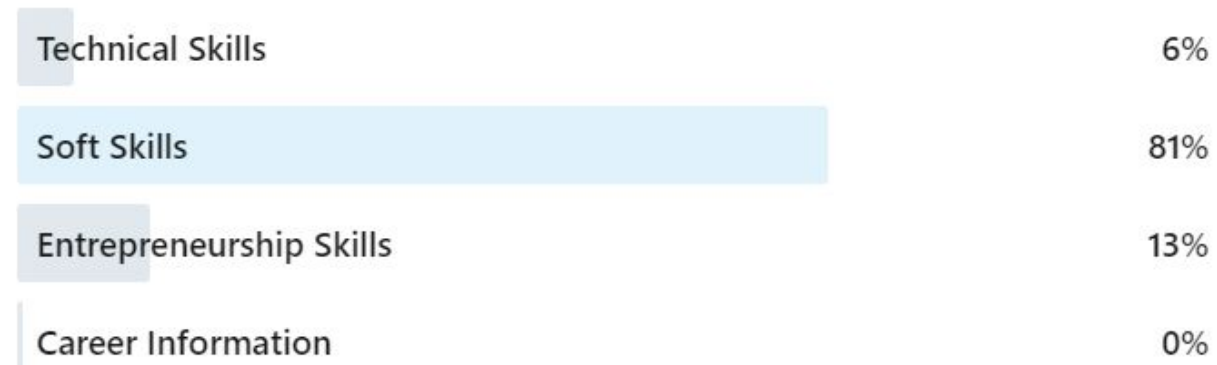 Technical Skills 6%
Soft Skills 81%
Entrepreneurship Skills 13%
Career Information 0%